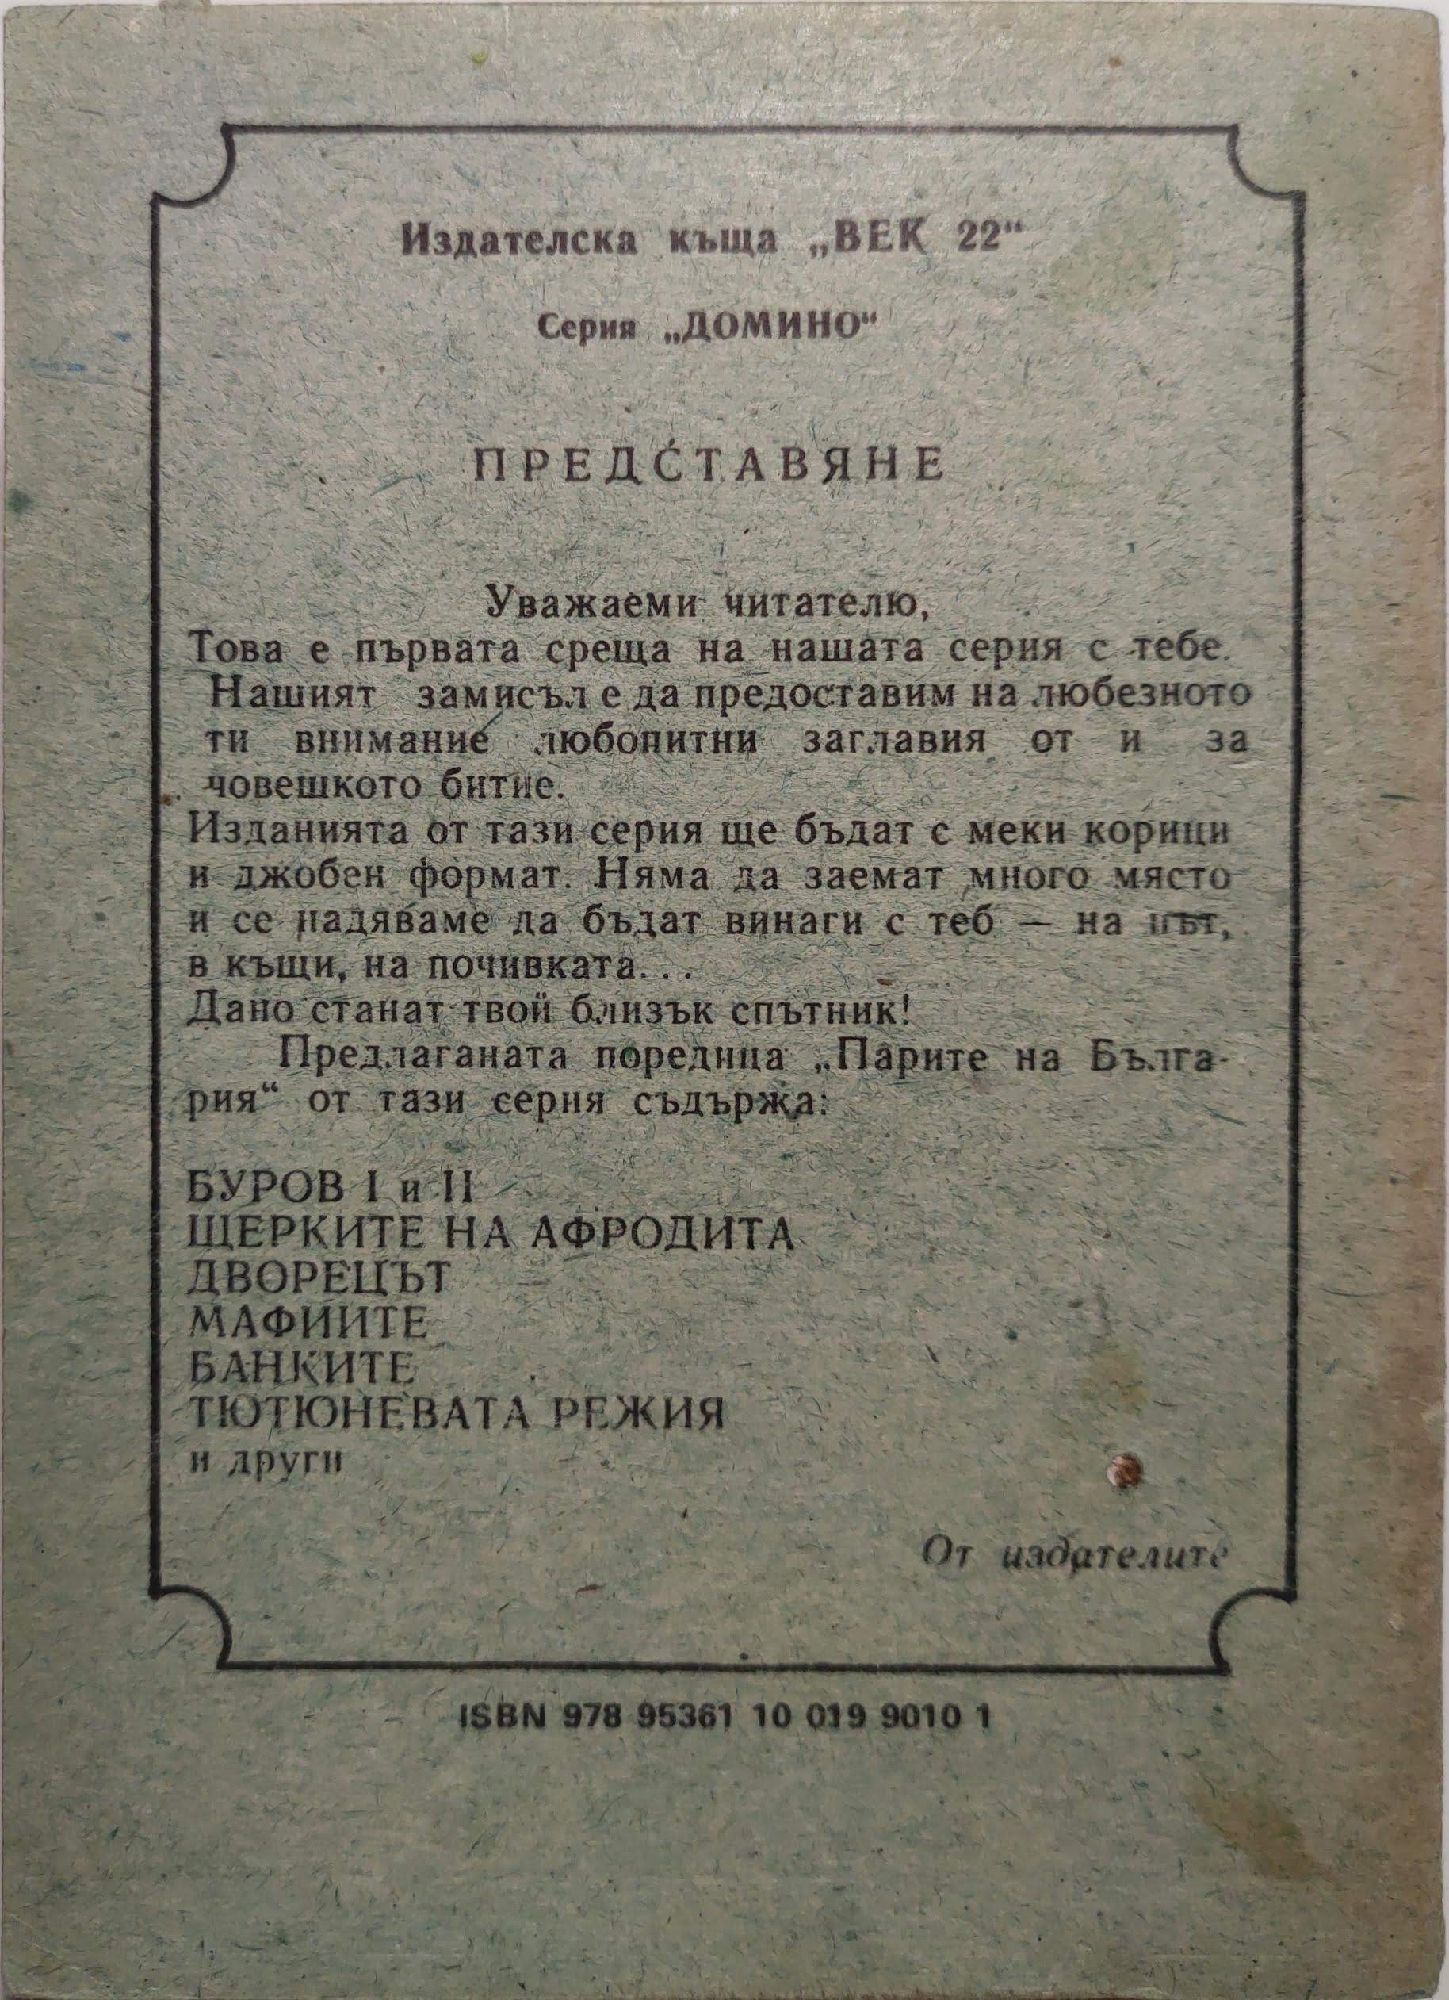 Издателска къща „ВЕК 22“
Серия „ДОМИНО“
ПРЕДСТАВЯНЕ
Уважаеми читателю,
Това е първата среща на нашата серия с тебе.
Нашият замисъл е да предоставим на любезното
ти внимание любопитни заглавия от и за
човешкото битие.
Изданията от тази серия ще бъдат с меки корици
и джобен формат. Няма да заемат много място
и се надяваме да бъдат винаги с теб — на път,
в къщи, на почивката...
Дано станат твой близък спътник!
Предлаганата поредица „Парите на Бълга-
рия“ от тази серия съдържа:
БУРОВ I и II
ЩЕРКИТЕ НА АФРОДИТА
ДВОРЕЦЪТ
МАФИИТЕ
БАНКИТЕ
ТЮТЮНЕВАТА РЕЖИЯ
и други
От издателите
ISBN 978 95361 10 019 9010 1